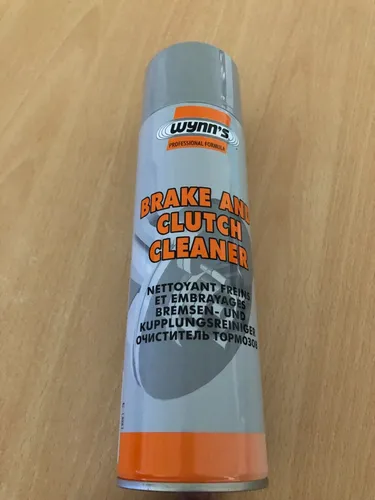 Wynn's
PROFESSIONAL FORMULA
BRAKE AND
CLUTCH
CLEANER
NETTOYANT FREINS
ET EMBRAYAGES
BREMSEN- UND
KUPPLUNGSREINIGER
ОЧИСТИТЕЛЬ ТОРМОЗОВ